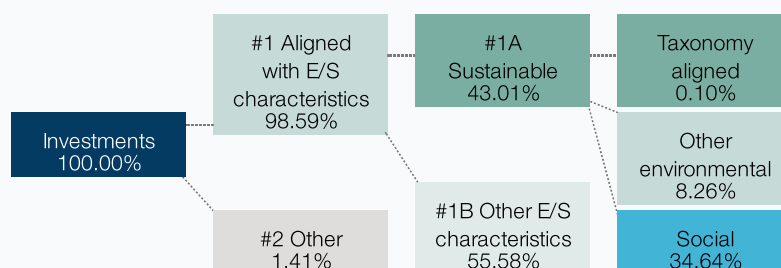 Investments
100.00%
#1 Aligned
with E/S
characteristics
98.59%
#2 Other
1.41%
#1A
Sustainable
43.01%
#1B Other E/S
characteristics
55.58%
Taxonomy
aligned
0.10%
Other
environmental
8.26%
Social
34.64%